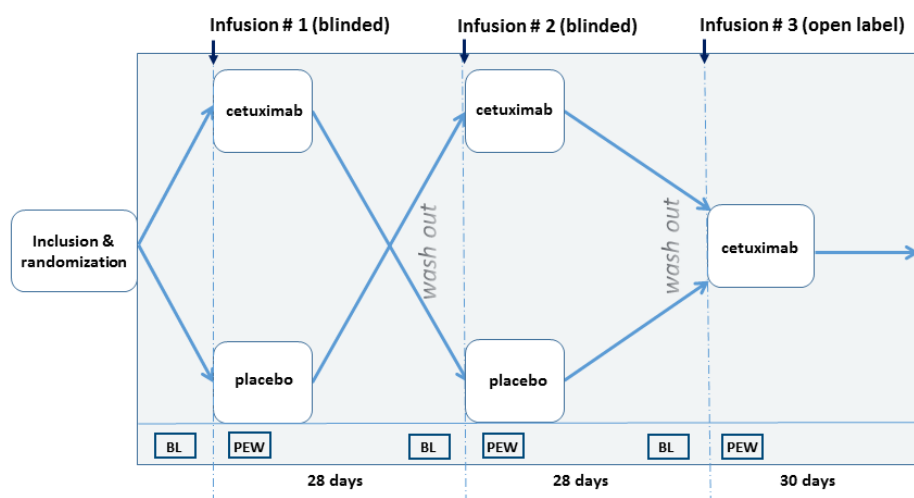 Infusion # 1 (blinded)
Infusion # 2 (blinded)
Infusion # 3 (open label)
cetuximab
cetuximab
Inclusion &
randomization
wash out
wash out
cetuximab
placebo
placebo
BL
PEW
BL
PEW
BL
PEW
28 days
28 days
30 days